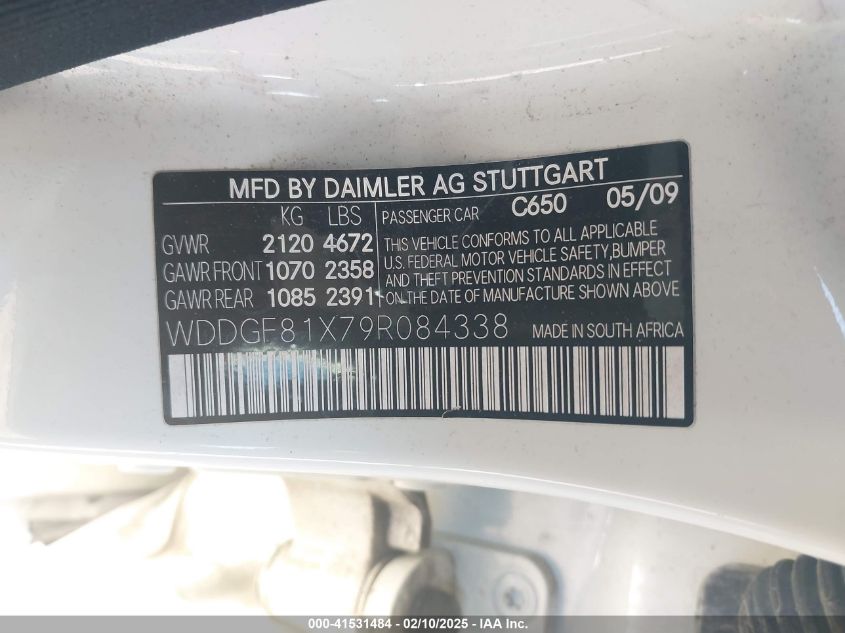 MFD BY DAIMLER AG STUTTGART
KG LBS
GVWR 2120 4672
GAWR FRONT 1070 2358
GAWR REAR 1085 2391
PASSENGER CAR C650 05/09
THIS VEHICLE CONFORMS TO ALL APPLICABLE
U.S. FEDERAL MOTOR VEHICLE SAFETY, BUMPER
AND THEFT PREVENTION STANDARDS IN EFFECT
ON THE DATE OF MANUFACTURE SHOWN ABOVE
WDDGF81X79R084338 MADE IN SOUTH AFRICA
000-41531484 - 02/10/2025 - IAA Inc.